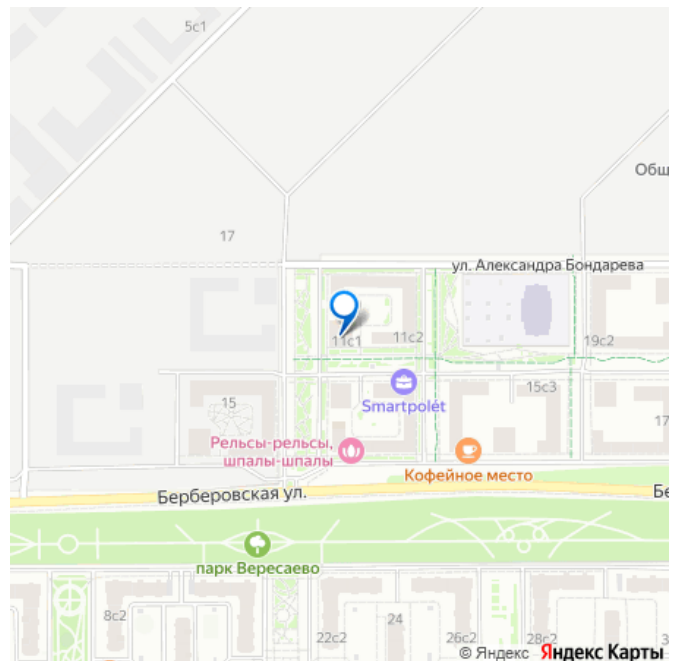 5с1
Общ
17
ул. Александра Бондарева
11с1
11с2
19с2
Smartpolet
15с3
15
17
Рельсы-рельсы,
шпалы-шпалы
Кофейное место
Берберовская ул.
Бе
парк Вересаево
8с2
24
22с2
26с2
28с2
3
© Яндекс Яндекс Карты